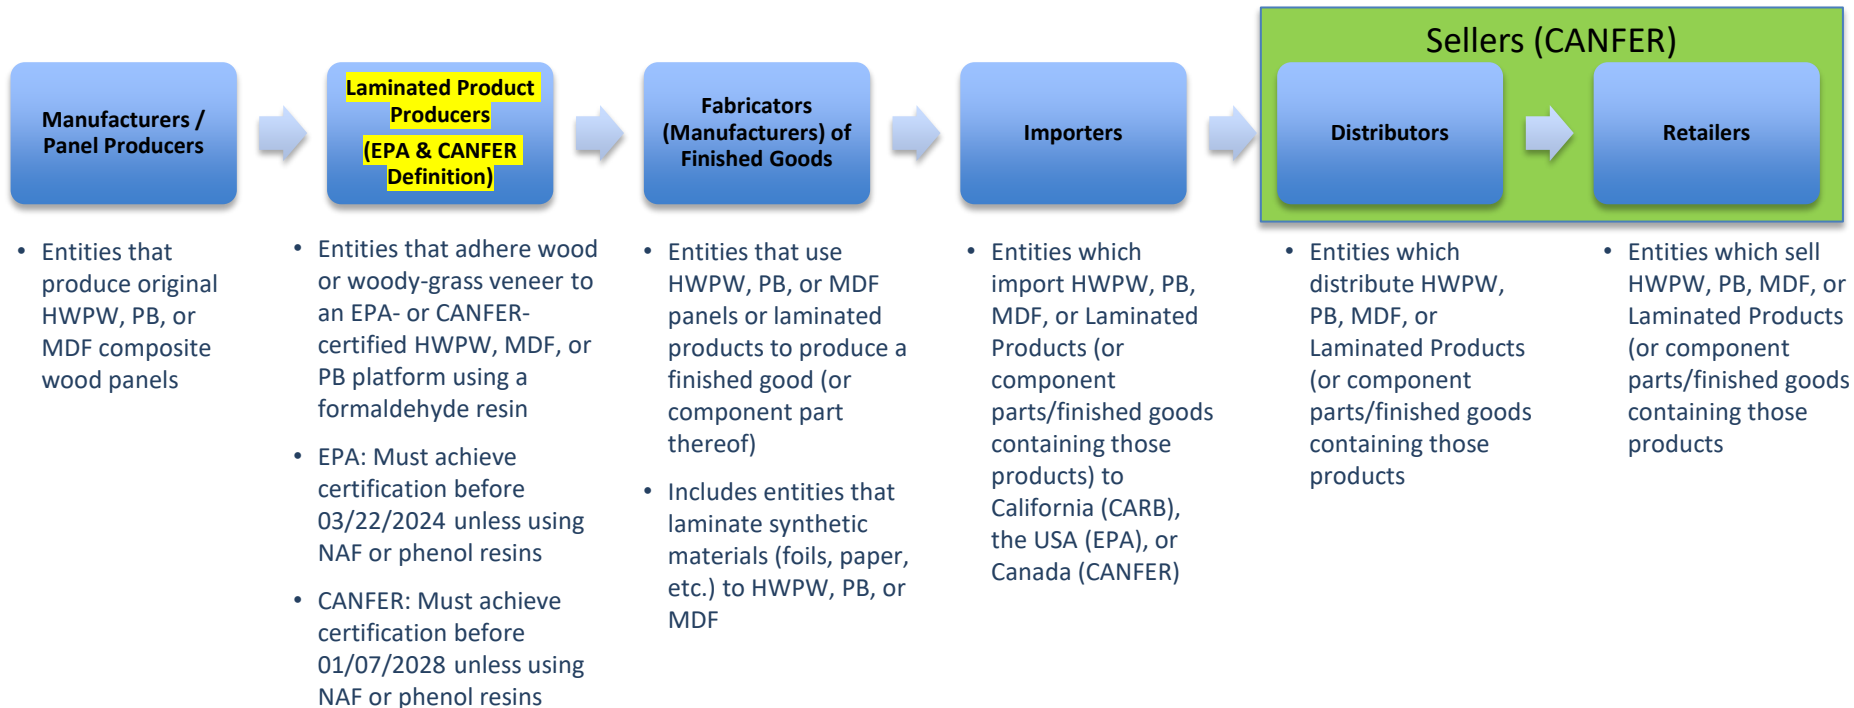 Sellers (CANFER)
Manufacturers /
Panel Producers
Laminated Product
Producers
(EPA & CANFER
Definition)
Fabricators
(Manufacturers) of
Finished Goods
Importers
Distributors
Retailers
• Entities that
produce original
HWPW, PB, or
MDF composite
wood panels
• Entities that adhere wood
or woody-grass veneer to
an EPA- or CANFER-
certified HWPW, MDF, or
PB platform using a
formaldehyde resin
• EPA: Must achieve
certification before
03/22/2024 unless using
NAF or phenol resins
• CANFER: Must achieve
certification before
01/07/2028 unless using
NAF or phenol resins
• Entities that use
HWPW, PB, or MDF
panels or laminated
products to produce a
finished good (or
component part
thereof)
• Includes entities that
laminate synthetic
materials (foils, paper,
etc.) to HWPW, PB, or
MDF
• Entities which
import HWPW, PB,
MDF, or Laminated
Products (or
component
parts/finished goods
containing those
products) to
California (CARB),
the USA (EPA), or
Canada (CANFER)
• Entities which
distribute HWPW,
PB, MDF, or
Laminated Products
(or component
parts/finished goods
containing those
products
• Entities which sell
HWPW, PB, MDF, or
Laminated Products
(or component
parts/finished goods
containing those
products